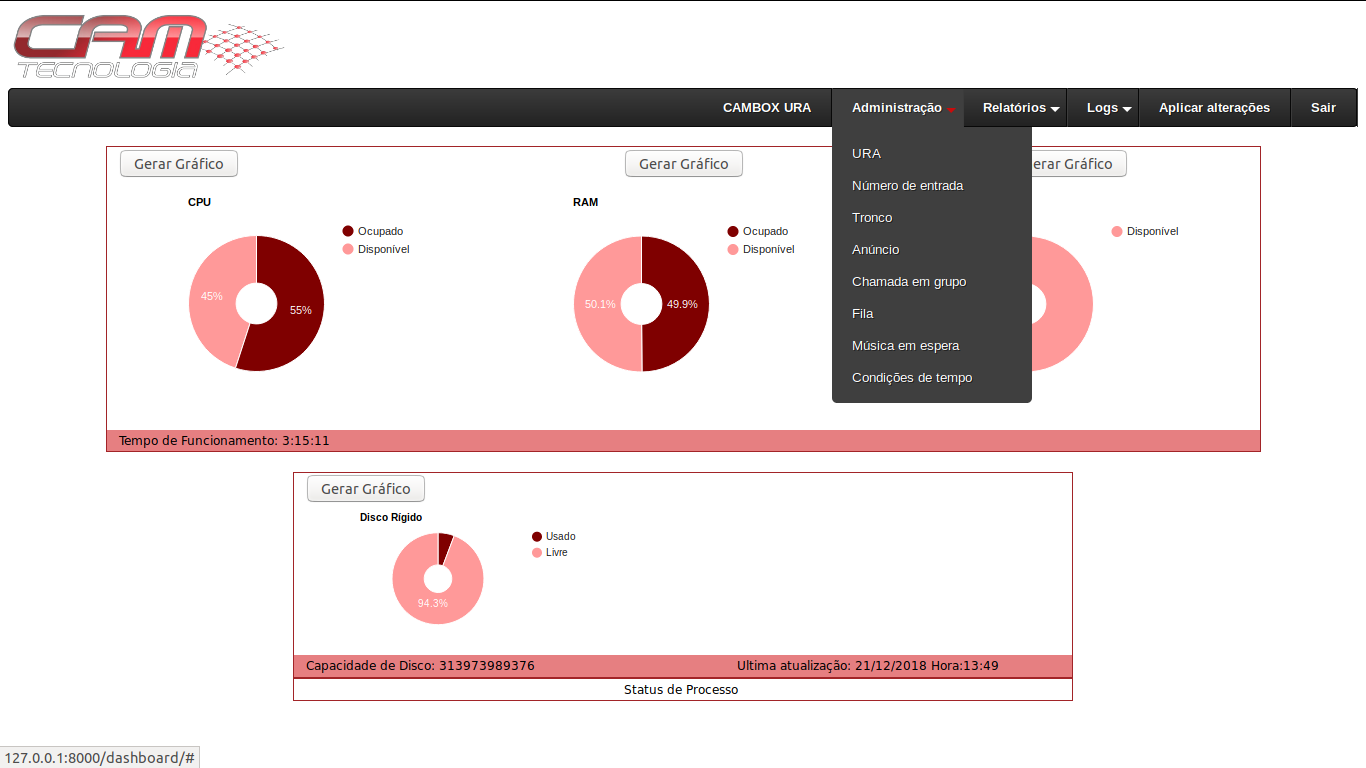 CAM
TECNOLOGIA
CAMBOX URA Administração Relatórios Logs Aplicar alterações Sair
URA
Número de entrada
Tronco
Anúncio
Chamada em grupo
Fila
Música em espera
Condições de tempo
Gerar Gráfico Gerar Gráfico erar Gráfico
CPU
Ocupado
Disponível
45%
55%
RAM
Ocupado
Disponível
50.1%
49.9%
Disponível
Tempo de Funcionamento: 3:15:11
Gerar Gráfico
Disco Rígido
Usado
Livre
94.3%
Capacidade de Disco: 313973989376 Ultima atualização: 21/12/2018 Hora:13:49
Status de Processo
127.0.0.1:8000/dashboard/#